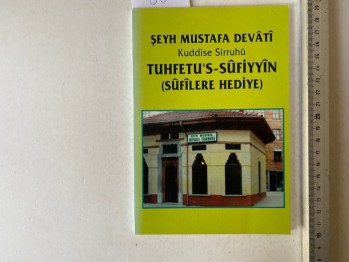 ŞEYH MUSTAFA DEVÂTÎ
Kuddise Sirruhû
TUHFETU'S-SÛFİYYÎN
(SÛFÎLERE HEDİYE)